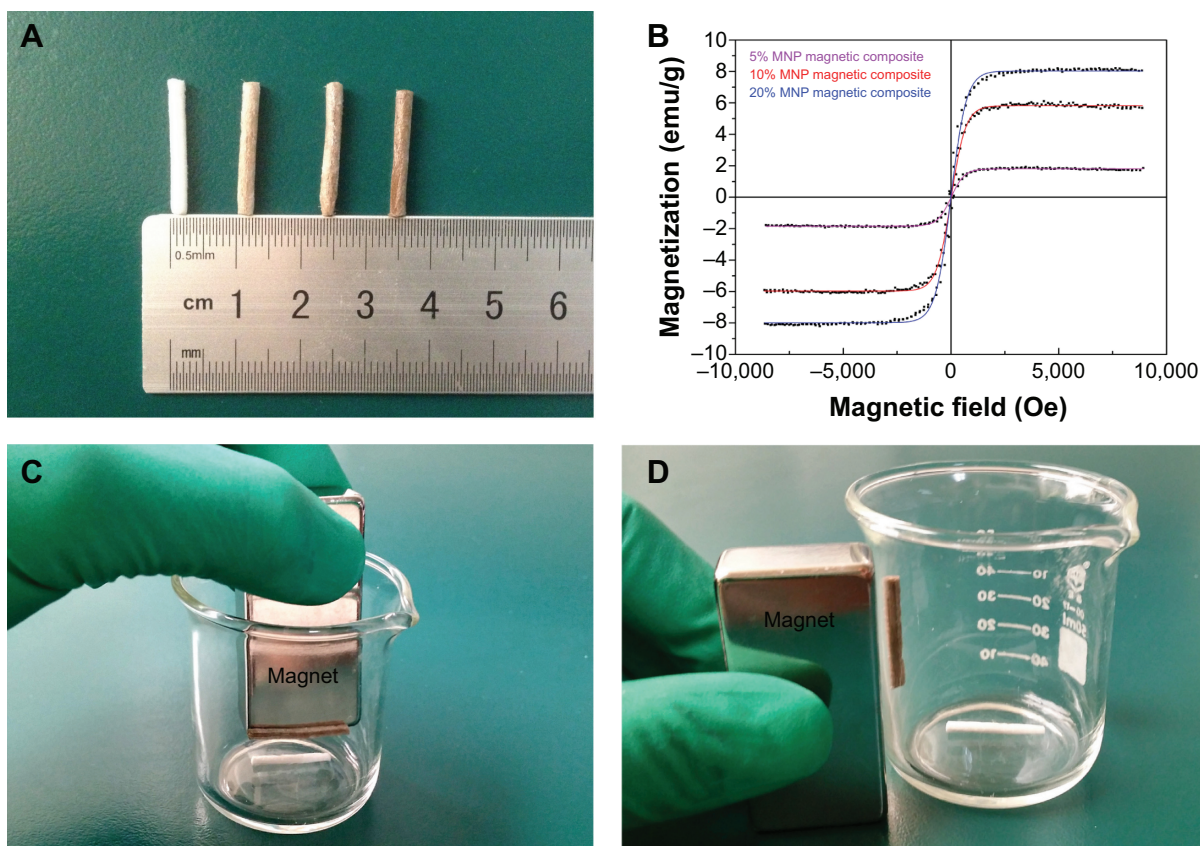 A
0.5mm
cm 1 2 3 4 5 6
mm
B
5% MNP magnetic composite
10% MNP magnetic composite
20% MNP magnetic composite
Magnetization (emu/g)
10
8
6
4
2
0
–2
–4
–6
–8
–10
–10,000 –5,000 0 5,000 10,000
Magnetic field (Oe)
C
Magnet
D
Magnet
40 10
30 20
20 30
10 40
50ml